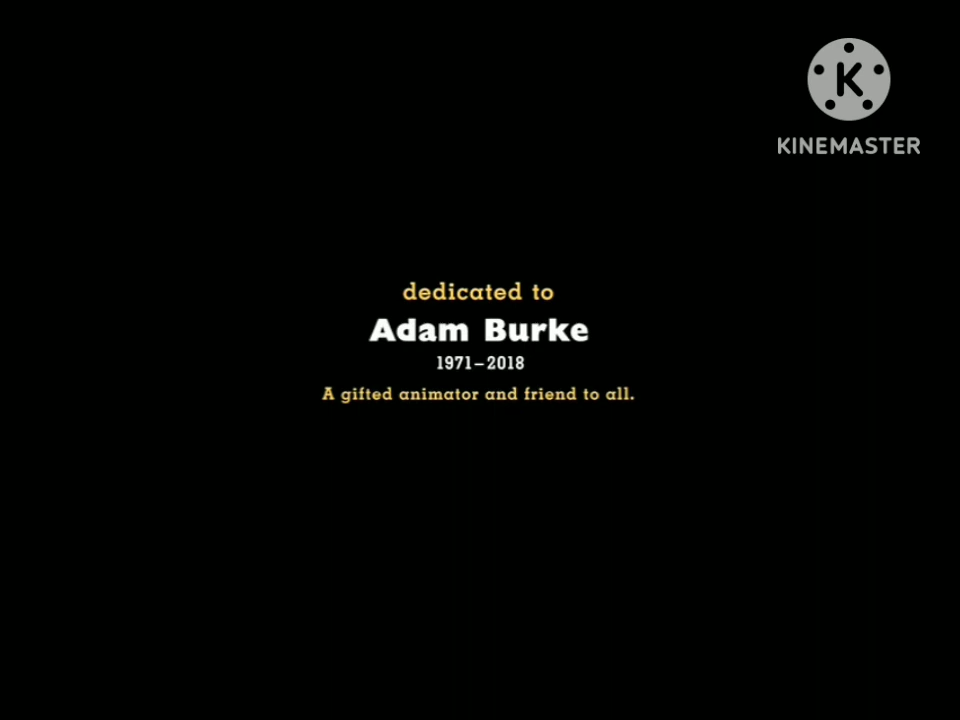 K
KINEMASTER
dedicated to
Adam Burke
1971–2018
A gifted animator and friend to all.